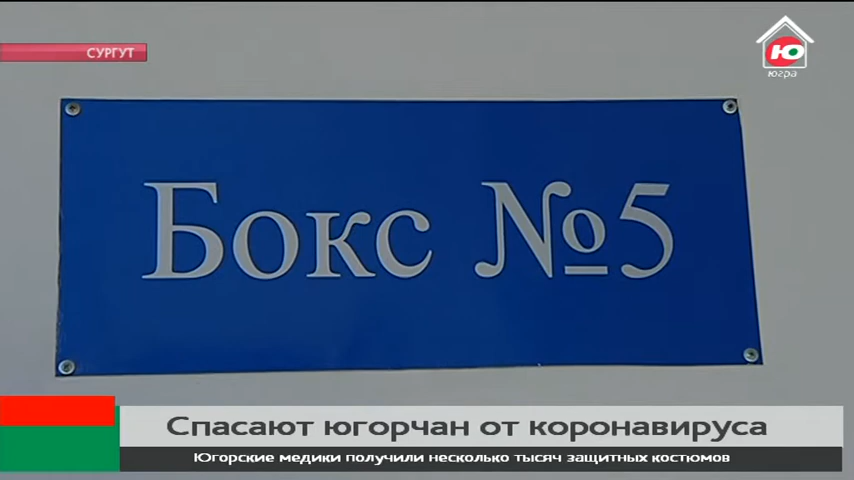 СУРГУТ
Ю
югра
Бокс №5
Спасают югорчан от коронавируса
Югорские медики получили несколько тысяч защитных костюмов